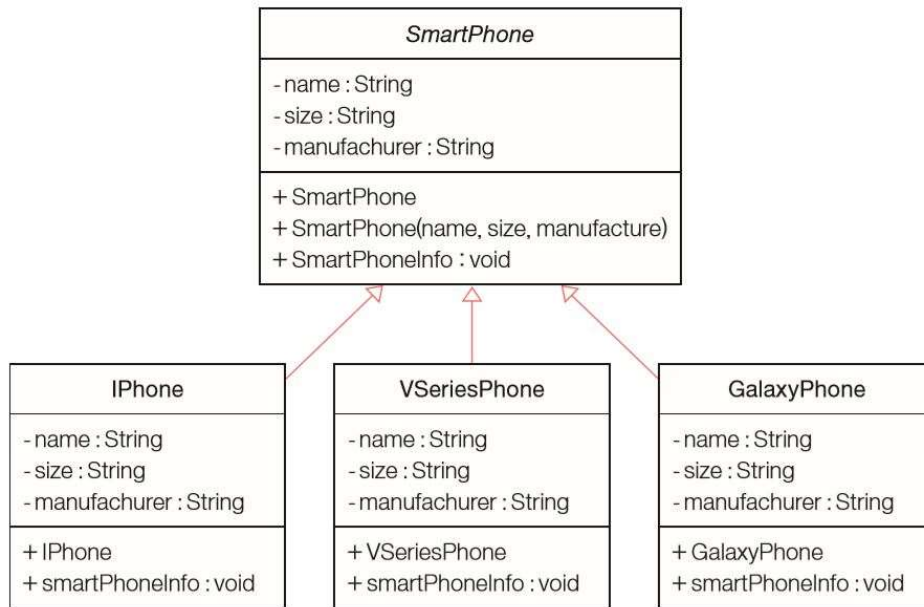 SmartPhone
- name : String
- size : String
- manufachurer : String
+ SmartPhone
+ SmartPhone(name, size, manufacture)
+ SmartPhoneInfo : void
IPhone
- name : String
- size : String
- manufachurer : String
+ IPhone
+ smartPhoneInfo : void
VSeriesPhone
- name : String
- size : String
- manufachurer : String
+ VSeriesPhone
+ smartPhoneInfo : void
GalaxyPhone
- name : String
- size : String
- manufachurer : String
+ GalaxyPhone
+ smartPhoneInfo : void